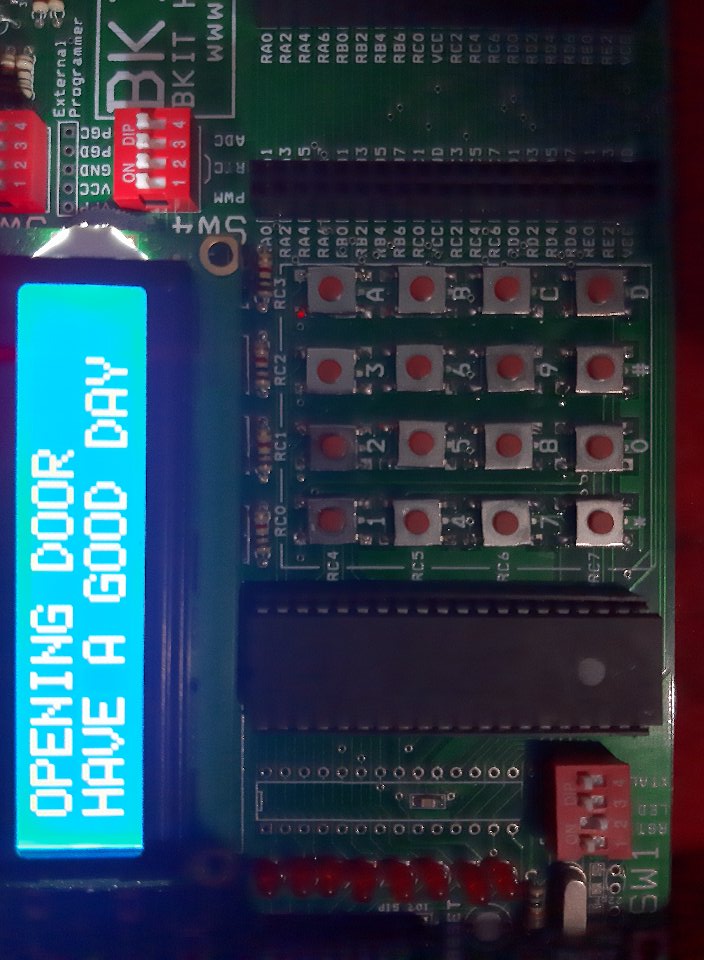 OPENING DOOR
HAVE A GOOD DAY
1 2 3 4
External
Programmer
VCC
GND
PGD
PGC
ON DIP
1 2 3 4
SW4
PWM
RTC
ADC
BK
BKIT
WWW
RC0 RC1 RC2 RC3
RC4
1 2 3 A
RC5
4 5 6 B
RC6
7 8 9 C
RC7
* 0 # D
RA0
RA2
RA4
RA6
RB0
RB2
RB4
RB6
RC0
VCC
RC2
RC4
RC6
RD0
RD2
RD4
RD6
RE0
RE2
RA0
RA2
RA4
RA6
RB0
RB2
RB4
RB6
RC0
VCC
RC2
RC4
RC6
RD0
RD2
RD4
RD6
RE0
RE2
ON DIP
1 2 3 4
SW1
LED
XTAL